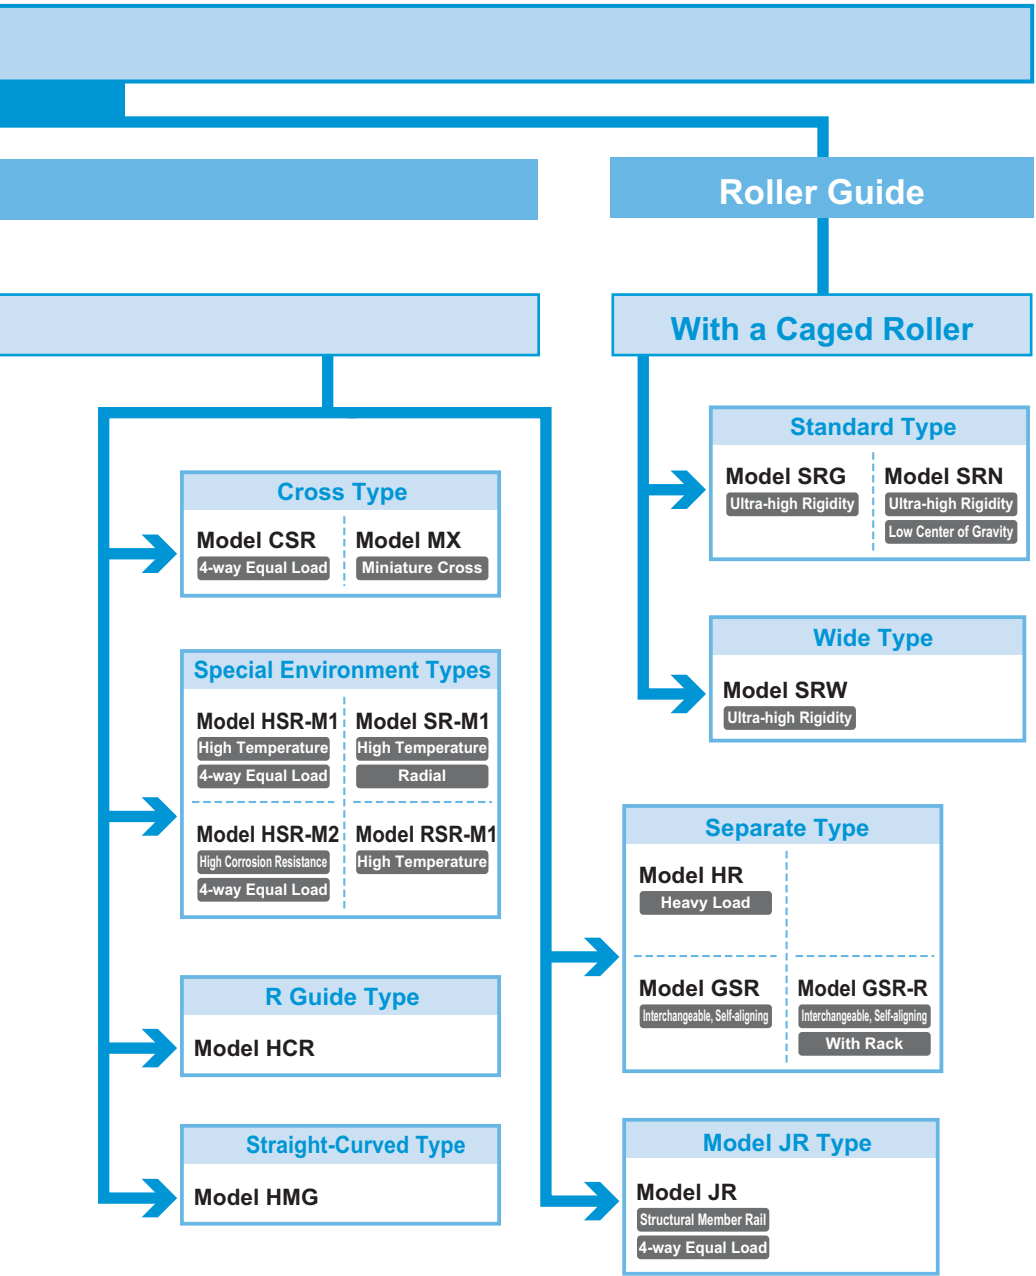 Roller Guide
With a Caged Roller
Standard Type
Model SRG
Ultra-high Rigidity
Model SRN
Ultra-high Rigidity
Low Center of Gravity
Wide Type
Model SRW
Ultra-high Rigidity
Cross Type
Model CSR
4-way Equal Load
Model MX
Miniature Cross
Special Environment Types
Model HSR-M1
High Temperature
4-way Equal Load
Model SR-M1
High Temperature
Radial
Model HSR-M2
High Corrosion Resistance
4-way Equal Load
Model RSR-M1
High Temperature
R Guide Type
Model HCR
Straight-Curved Type
Model HMG
Separate Type
Model HR
Heavy Load
Model GSR
Interchangeable, Self-aligning
Model GSR-R
Interchangeable, Self-aligning
With Rack
Model JR Type
Model JR
Structural Member Rail
4-way Equal Load